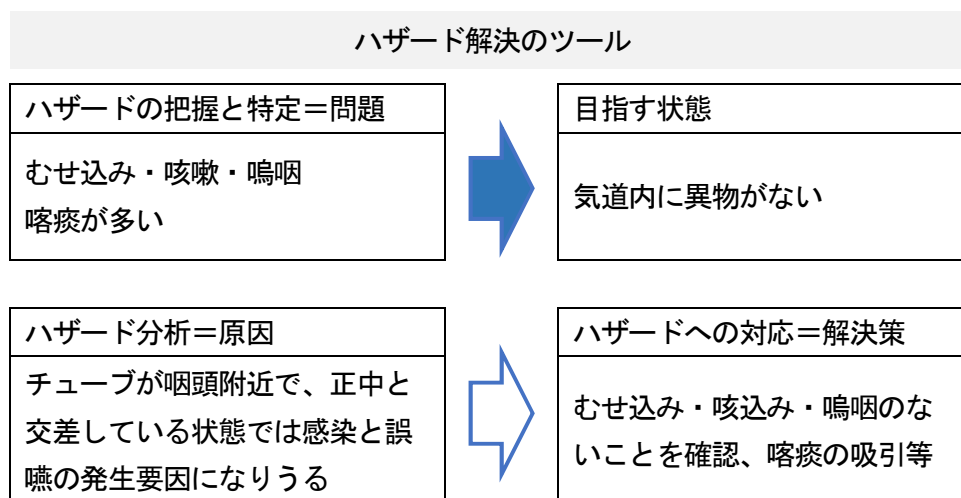 ハザード解決のツール
ハザードの把握と特定＝問題
むせ込み・咳嗽・嗚咽
喀痰が多い
目指す状態
気道内に異物がない
ハザード分析＝原因
チューブが咽頭附近で、正中と
交差している状態では感染と誤
嚥の発生要因になりうる
ハザードへの対応＝解決策
むせ込み・咳込み・嗚咽のな
いことを確認、喀痰の吸引等